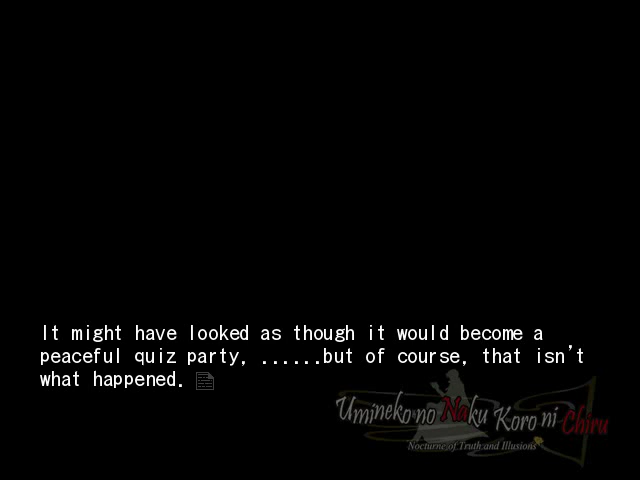 It might have looked as though it would become a
peaceful quiz party, ......but of course, that isn't
what happened.
Umineko no Naku Koro ni Chiru
Nocturne of Truth and Illusions